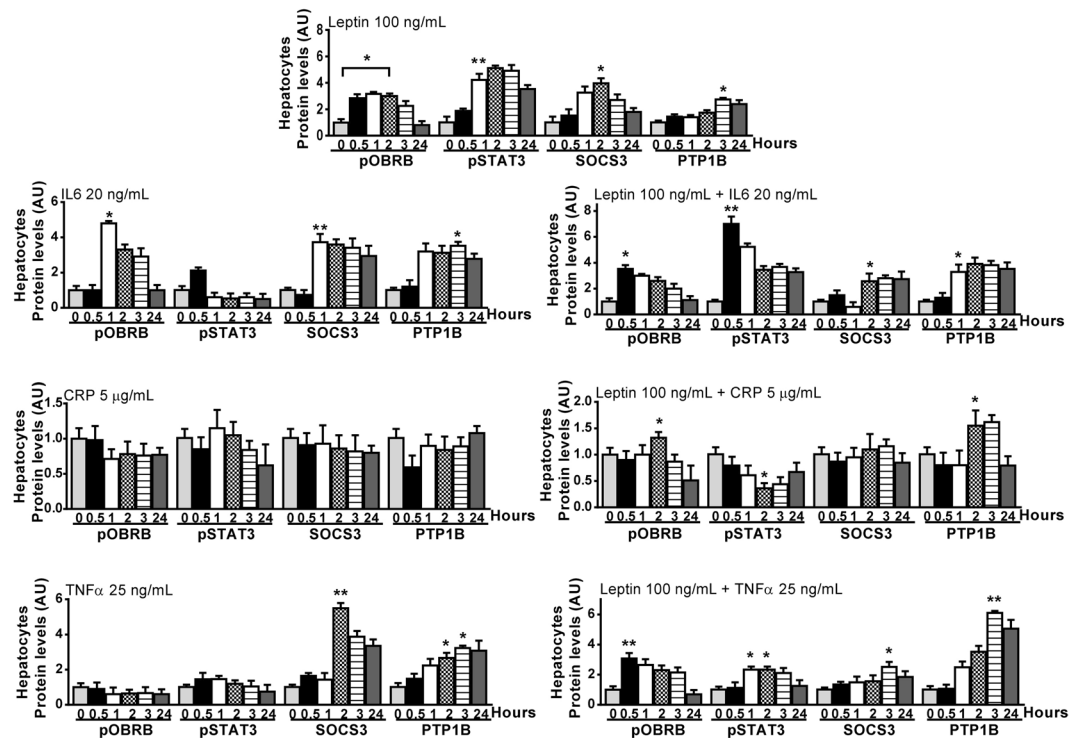 Leptin 100 ng/mL
Hepatocytes
Protein levels (AU)
8
6
4
2
0
*
**
*
*
0 0.5 1 2 3 24 0 0.5 1 2 3 24 0 0.5 1 2 3 24 0 0.5 1 2 3 24 Hours
pOBRB pSTAT3 SOCS3 PTP1B
IL6 20 ng/mL
Hepatocytes
Protein levels (AU)
6
4
2
0
*
**
*
0 0.5 1 2 3 24 0 0.5 1 2 3 24 0 0.5 1 2 3 24 0 0.5 1 2 3 24 Hours
pOBRB pSTAT3 SOCS3 PTP1B
Leptin 100 ng/mL + IL6 20 ng/mL
Hepatocytes
Protein levels (AU)
8
6
4
2
0
*
**
*
*
0 0.5 1 2 3 24 0 0.5 1 2 3 24 0 0.5 1 2 3 24 0 0.5 1 2 3 24 Hours
pOBRB pSTAT3 SOCS3 PTP1B
CRP 5 μg/mL
Hepatocytes
Protein levels (AU)
1.5
1.0
0.5
0.0
0 0.5 1 2 3 24 0 0.5 1 2 3 24 0 0.5 1 2 3 24 0 0.5 1 2 3 24 Hours
pOBRB pSTAT3 SOCS3 PTP1B
Leptin 100 ng/mL + CRP 5 μg/mL
Hepatocytes
Protein levels (AU)
2.0
1.5
1.0
0.5
0.0
*
*
*
0 0.5 1 2 3 24 0 0.5 1 2 3 24 0 0.5 1 2 3 24 0 0.5 1 2 3 24 Hours
pOBRB pSTAT3 SOCS3 PTP1B
TNFα 25 ng/mL
Hepatocytes
Protein levels (AU)
6
4
2
0
**
*
*
0 0.5 1 2 3 24 0 0.5 1 2 3 24 0 0.5 1 2 3 24 0 0.5 1 2 3 24 Hours
pOBRB pSTAT3 SOCS3 PTP1B
Leptin 100 ng/mL + TNFα 25 ng/mL
Hepatocytes
Protein levels (AU)
6
4
2
0
**
*
*
*
**
0 0.5 1 2 3 24 0 0.5 1 2 3 24 0 0.5 1 2 3 24 0 0.5 1 2 3 24 Hours
pOBRB pSTAT3 SOCS3 PTP1B